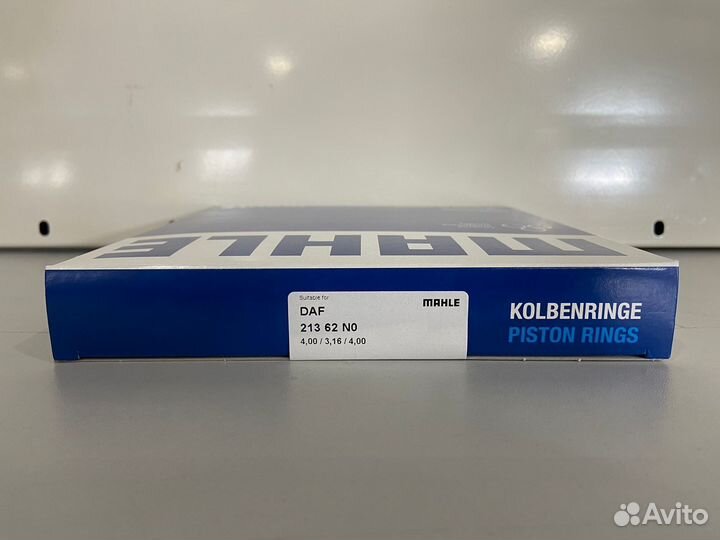 MAHLE
Suitable for
MAHLE
DAF
213 62 N0
4,00 / 3,16 / 4,00
KOLBENRINGE
PISTON RINGS
Avito